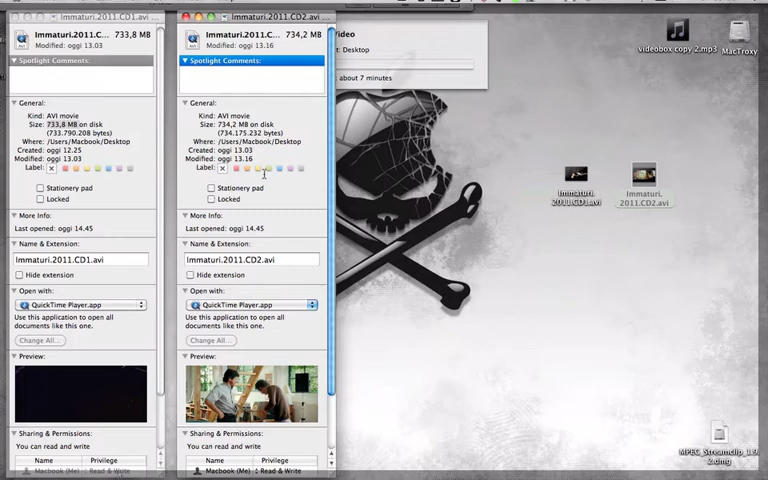 Immaturi.2011.CD1.avi
Immaturi.2011.C... 733,8 MB
Modified: oggi 13.03
Spotlight Comments:
General:
Kind: AVI movie
Size: 733,8 MB on disk
(733.790.208 bytes)
Where: /Users/Macbook/Desktop
Created: oggi 12.25
Modified: oggi 13.03
Label:
Stationery pad
Locked
More Info:
Last opened: oggi 14.45
Name & Extension:
Immaturi.2011.CD1.avi
Hide extension
Open with:
QuickTime Player.app
Use this application to open all
documents like this one.
Change All...
Preview:
Sharing & Permissions:
You can read and write
Name Privilege
Macbook (Me) Read & Write
Immaturi.2011.CD2.avi ...
Immaturi.2011.C... 734,2 MB
Modified: oggi 13.16
Spotlight Comments:
General:
Kind: AVI movie
Size: 734,2 MB on disk
(734.175.232 bytes)
Where: /Users/Macbook/Desktop
Created: oggi 13.03
Modified: oggi 13.16
Label:
Stationery pad
Locked
More Info:
Last opened: oggi 14.45
Name & Extension:
Immaturi.2011.CD2.avi
Hide extension
Open with:
QuickTime Player.app
Use this application to open all
documents like this one.
Change All...
Preview:
Sharing & Permissions:
You can read and write
Name Privilege
Macbook (Me) Read & Write
Video
t: Desktop
about 7 minutes
videobox copy 2.mp3
MacTroxy
Immaturi.
2011.CD1.avi
Immaturi.
2011.CD2.avi
2.dmg